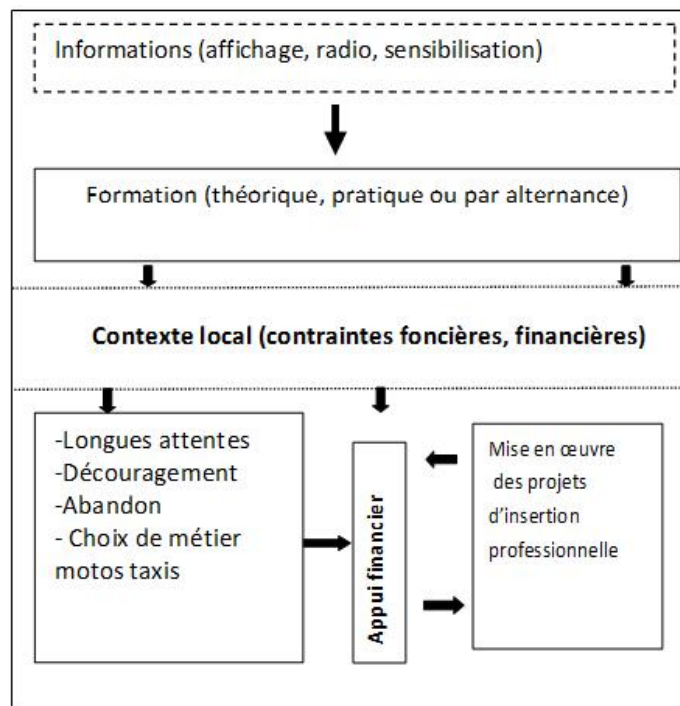 Informations (affichage, radio, sensibilisation)
Formation (théorique, pratique ou par alternance)
Contexte local (contraintes foncières, financières)
-Longues attentes
-Découragement
-Abandon
- Choix de métier
motos taxis
Appui financier
Mise en œuvre
des projets
d’insertion
professionnelle